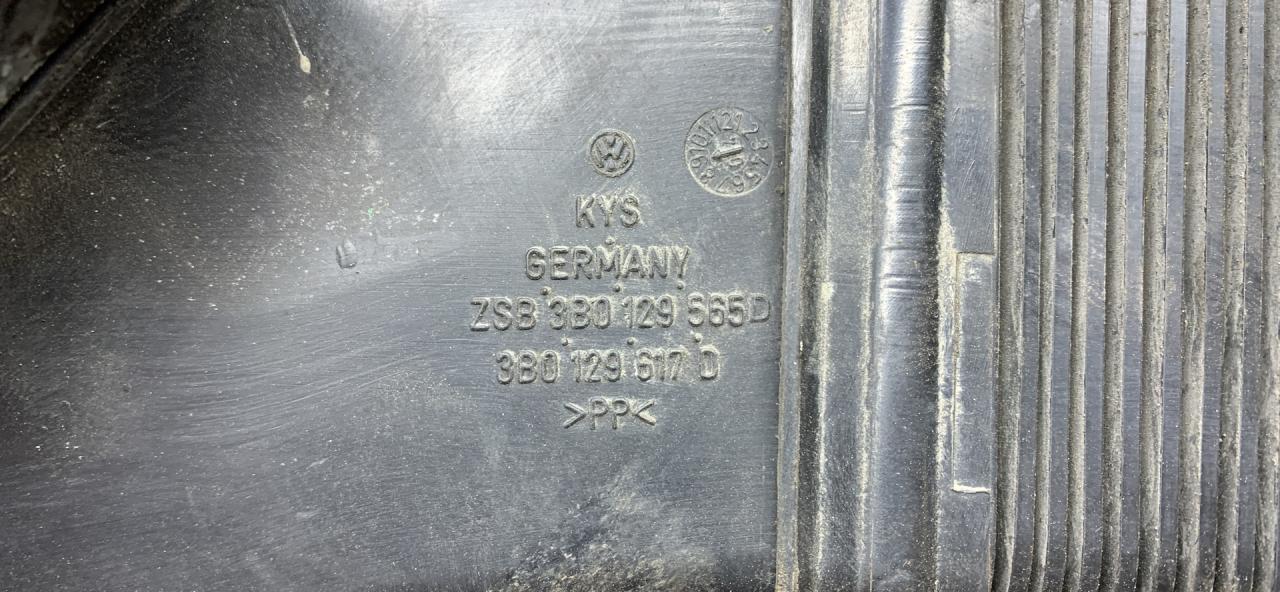 KYS
GERMANY
ZSB 3B0 129 565D
3B0 129 617 D
>PP<